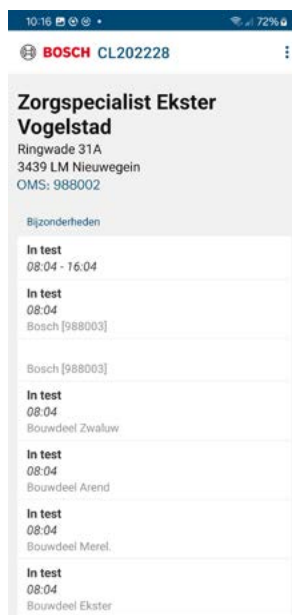 10:16
72%
BOSCH CL202228
Zorgspecialist Ekster
Vogelstad
Ringwade 31A
3439 LM Nieuwegein
OMS: 988002
Bijzonderheden
In test
08:04 - 16:04
In test
08:04
Bosch [988003]
Bosch [988003]
In test
08:04
Bouwdeel Zwaluw
In test
08:04
Bouwdeel Arend
In test
08:04
Bouwdeel Merel.
In test
08:04
Bouwdeel Ekster